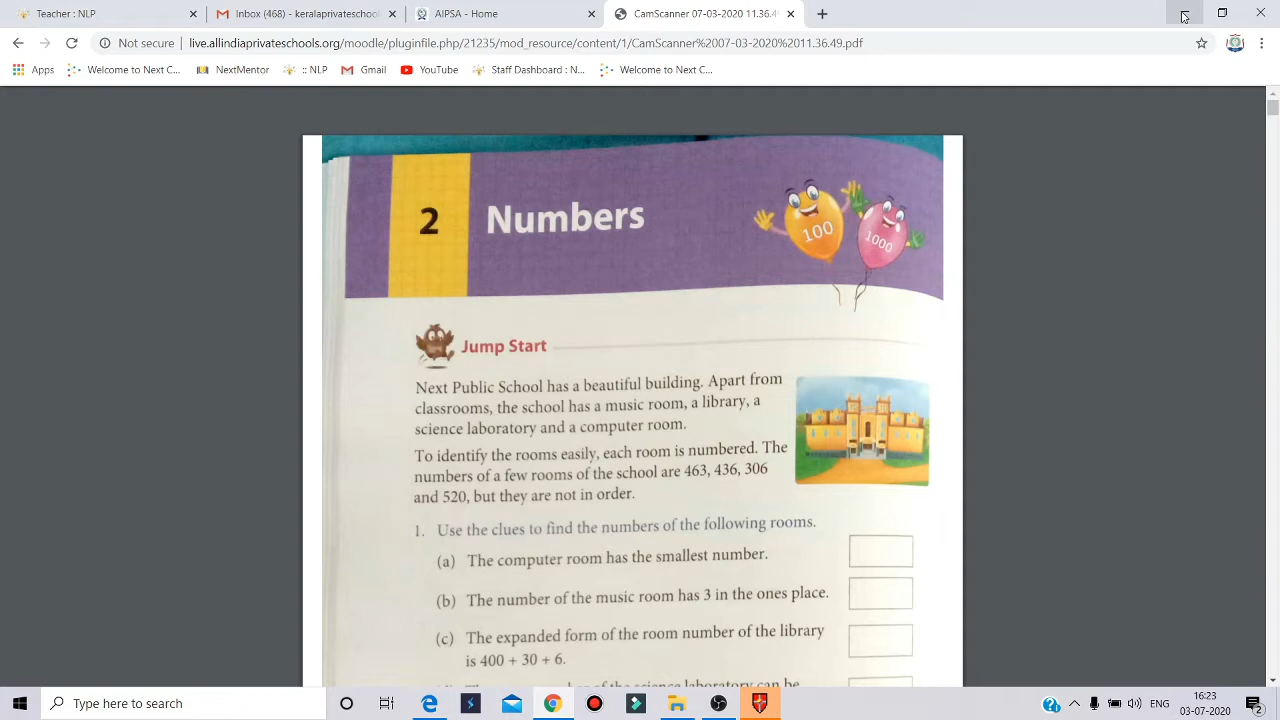 Teacher : NLP
Inbox (468) - keralaprivateschool
AIPSA - Home
CamScanner 07-03-2020 11.36.49.p
Not secure
live.allindiaprivateschools.org/moodle/pluginfile.php/21235/mod_resource/content/1/CamScanner%2007-03-2020%2011.36.49.pdf
Apps
Welcome to Next C...
NextMentor
:: NLP
Gmail
YouTube
Staff Dashboard : N...
Welcome to Next C...
2
Numbers
100
1000
Jump Start
Next Public School has a beautiful building. Apart from
classrooms, the school has a music room, a library, a
science laboratory and a computer room.
To identify the rooms easily, each room is numbered. The
numbers of a few rooms of the school are 463, 436, 306
and 520, but they are not in order.
1. Use the clues to find the numbers of the following rooms.
(a) The computer room has the smallest number.
(b) The number of the music room has 3 in the ones place.
(c) The expanded form of the room number of the library
is 400 + 30 + 6.
of the science laboratory can be
Type here to search
ENG
16:23
03-07-2020
2